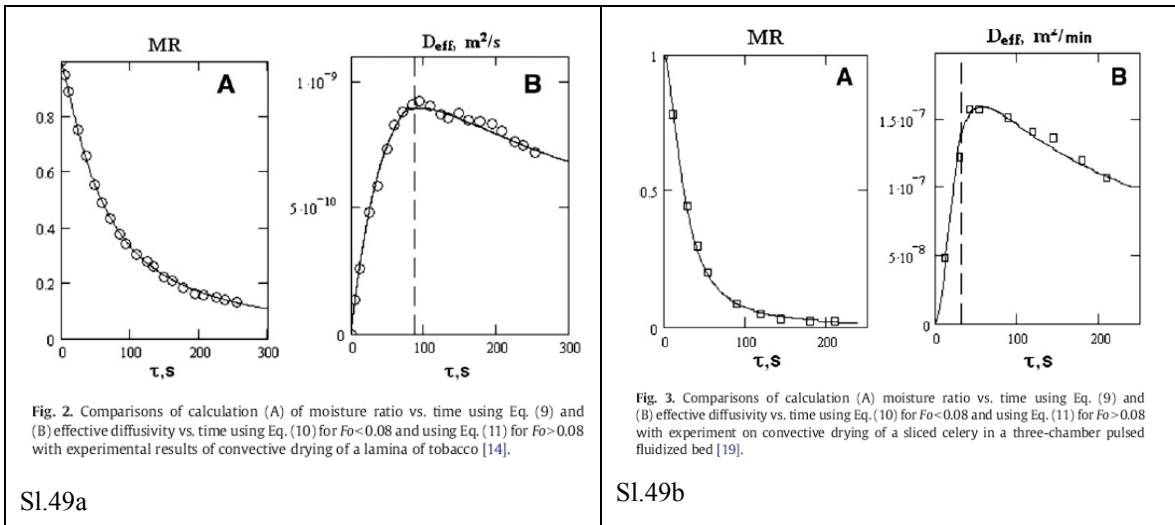 MR
A
0.8
0.6
0.4
0.2
0
0 100 200 300
τ,s
D_eff, m²/s
B
1·10⁻⁹
5·10⁻¹⁰
0
0 100 200 300
τ,s
Fig. 2. Comparisons of calculation (A) of moisture ratio vs. time using Eq. (9) and
(B) effective diffusivity vs. time using Eq. (10) for Fo<0.08 and using Eq. (11) for Fo>0.08
with experimental results of convective drying of a lamina of tobacco [14].
Sl.49a
MR
A
1
0.5
0
0 100 200
τ,s
D_eff, m²/min
B
1.5·10⁻⁷
1·10⁻⁷
5·10⁻⁸
0
0 100 200
τ,s
Fig. 3. Comparisons of calculation (A) moisture ratio vs. time using Eq. (9) and
(B) effective diffusivity vs. time using Eq. (10) for Fo<0.08 and using Eq. (11) for Fo>0.08
with experiment on convective drying of a sliced celery in a three-chamber pulsed
fluidized bed [19].
Sl.49b